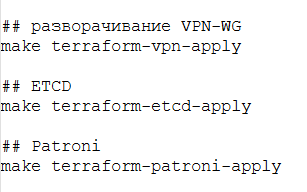 ## разворачивание VPN-WG
make terraform-vpn-apply
## ETCD
make terraform-etcd-apply
## Patroni
make terraform-patroni-apply